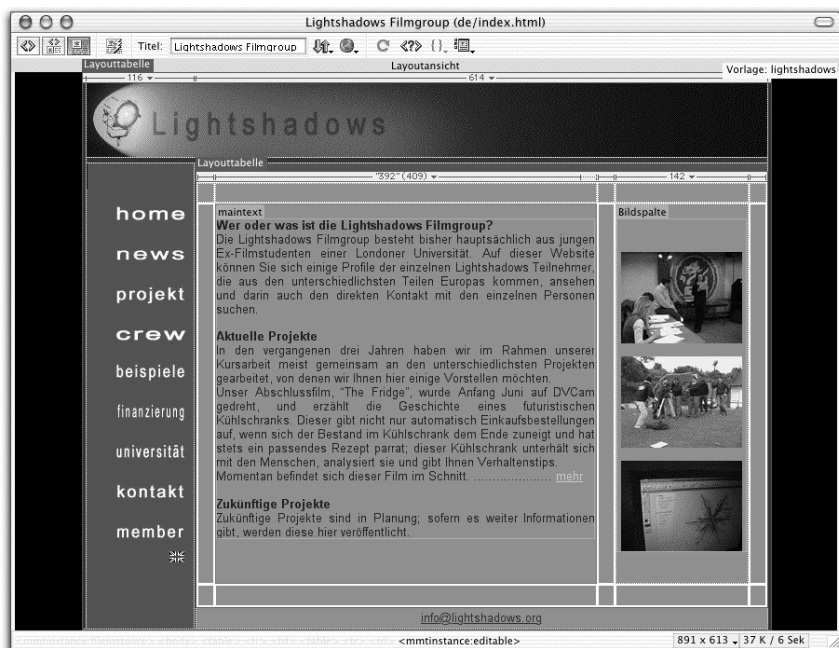 Lightshadows Filmgroup (de/index.html)
Titel: Lightshadows Filmgroup
Layouttabelle
Layoutansicht
Vorlage: lightshadows
116
614
Lightshadows
Layouttabelle
"392" (409)
142
home
news
projekt
crew
beispiele
finanzierung
universität
kontakt
member
maintext
Wer oder was ist die Lightshadows Filmgroup?
Die Lightshadows Filmgroup besteht bisher hauptsächlich aus jungen
Ex-Filmstudenten einer Londoner Universität. Auf dieser Website
können Sie sich einige Profile der einzelnen Lightshadows Teilnehmer,
die aus den unterschiedlichsten Teilen Europas kommen, ansehen
und darin auch den direkten Kontakt mit den einzelnen Personen
suchen.
Aktuelle Projekte
In den vergangenen drei Jahren haben wir im Rahmen unserer
Kursarbeit meist gemeinsam an den unterschiedlichsten Projekten
gearbeitet, von denen wir Ihnen hier einige Vorstellen möchten.
Unser Abschlussfilm, “The Fridge”, wurde Anfang Juni auf DVCam
gedreht, und erzählt die Geschichte eines futuristischen
Kühlschranks. Dieser gibt nicht nur automatisch Einkaufsbestellungen
auf, wenn sich der Bestand im Kühlschrank dem Ende zuneigt und hat
stets ein passendes Rezept parrat; dieser Kühlschrank unterhält sich
mit den Menschen, analysiert sie und gibt Ihnen Verhaltenstips.
Momentan befindet sich dieser Film im Schnitt. ...................... mehr
Zukünftige Projekte
Zukünftige Projekte sind in Planung; sofern es weiter Informationen
gibt, werden diese hier veröffentlicht.
Bildspalte
info@lightshadows.org
<mmtinstance:fileinstance> <body> <table> <tr> <td> <table> <tr> <td> <mmtinstance:editable>
891 x 613
37 K / 6 Sek